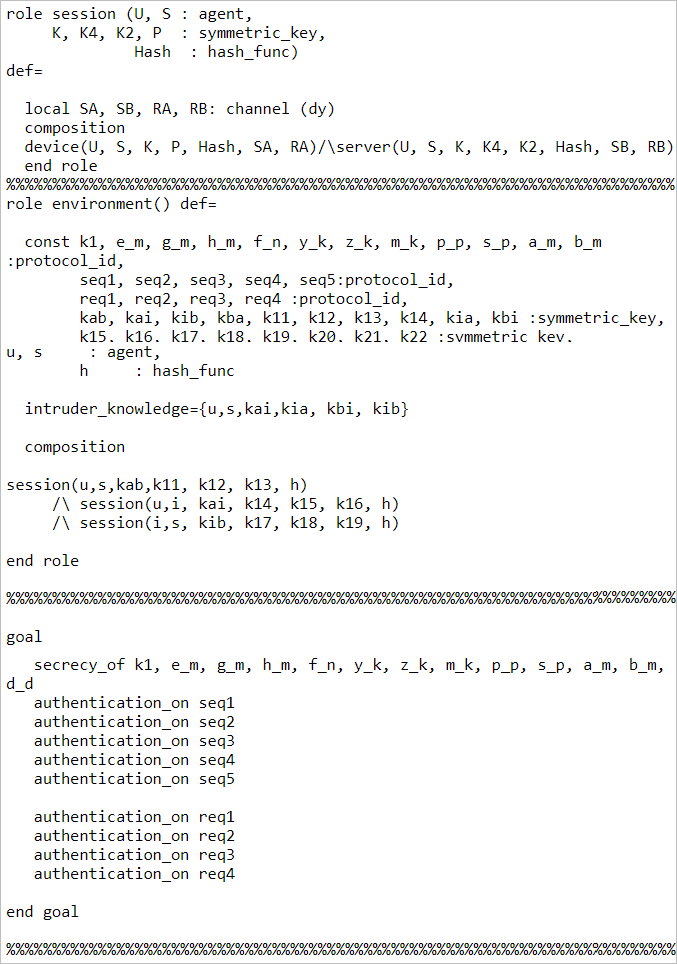 role session (U, S : agent,
K, K4, K2, P : symmetric_key,
Hash : hash_func)
def=
local SA, SB, RA, RB: channel (dy)
composition
device(U, S, K, P, Hash, SA, RA)/\server(U, S, K, K4, K2, Hash, SB, RB)
end role
%%%%%%%%%%%%%%%%%%%%%%%%%%%%%%%%%%%%%%%%%%%%%%%%%%%%%%%%%%%%%%%%%%%%%%%%%%%
role environment() def=
const k1, e_m, g_m, h_m, f_n, y_k, z_k, m_k, p_p, s_p, a_m, b_m
:protocol_id,
seq1, seq2, seq3, seq4, seq5:protocol_id,
req1, req2, req3, req4 :protocol_id,
kab, kai, kib, kba, k11, k12, k13, k14, kia, kbi :symmetric_key,
k15. k16. k17. k18. k19. k20. k21. k22 :symmetric key.
u, s : agent,
h : hash_func
intruder_knowledge={u,s,kai,kia, kbi, kib}
composition
session(u,s,kab,k11, k12, k13, h)
/\ session(u,i, kai, k14, k15, k16, h)
/\ session(i,s, kib, k17, k18, k19, h)
end role
%%%%%%%%%%%%%%%%%%%%%%%%%%%%%%%%%%%%%%%%%%%%%%%%%%%%%%%%%%%%%%%%%%%%%%%%%%%
goal
secrecy_of k1, e_m, g_m, h_m, f_n, y_k, z_k, m_k, p_p, s_p, a_m, b_m,
d_d
authentication_on seq1
authentication_on seq2
authentication_on seq3
authentication_on seq4
authentication_on seq5
authentication_on req1
authentication_on req2
authentication_on req3
authentication_on req4
end goal
%%%%%%%%%%%%%%%%%%%%%%%%%%%%%%%%%%%%%%%%%%%%%%%%%%%%%%%%%%%%%%%%%%%%%%%%%%%